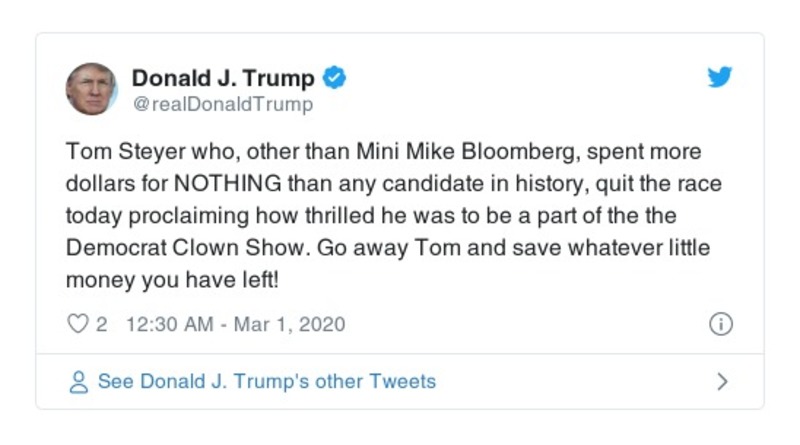 Donald J. Trump
@realDonaldTrump
Tom Steyer who, other than Mini Mike Bloomberg, spent more
dollars for NOTHING than any candidate in history, quit the race
today proclaiming how thrilled he was to be a part of the the
Democrat Clown Show. Go away Tom and save whatever little
money you have left!
2 12:30 AM - Mar 1, 2020
See Donald J. Trump's other Tweets